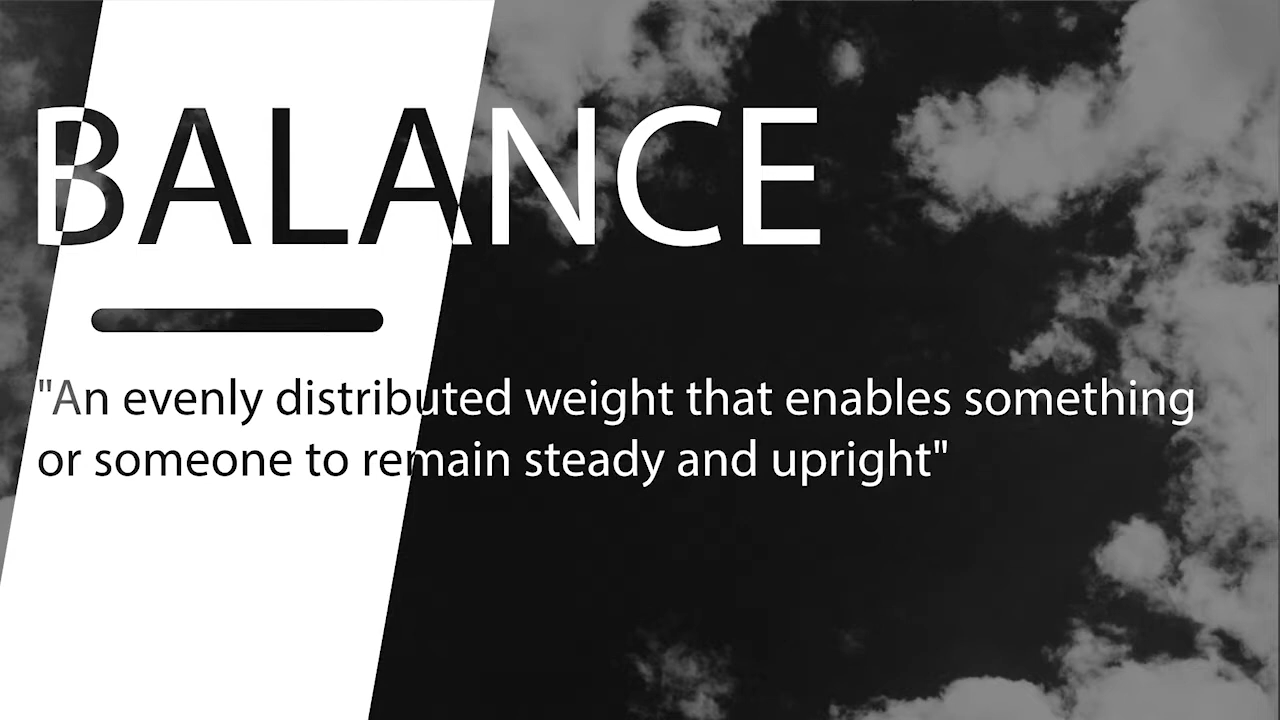 BALANCE
"An evenly distributed weight that enables something
or someone to remain steady and upright"